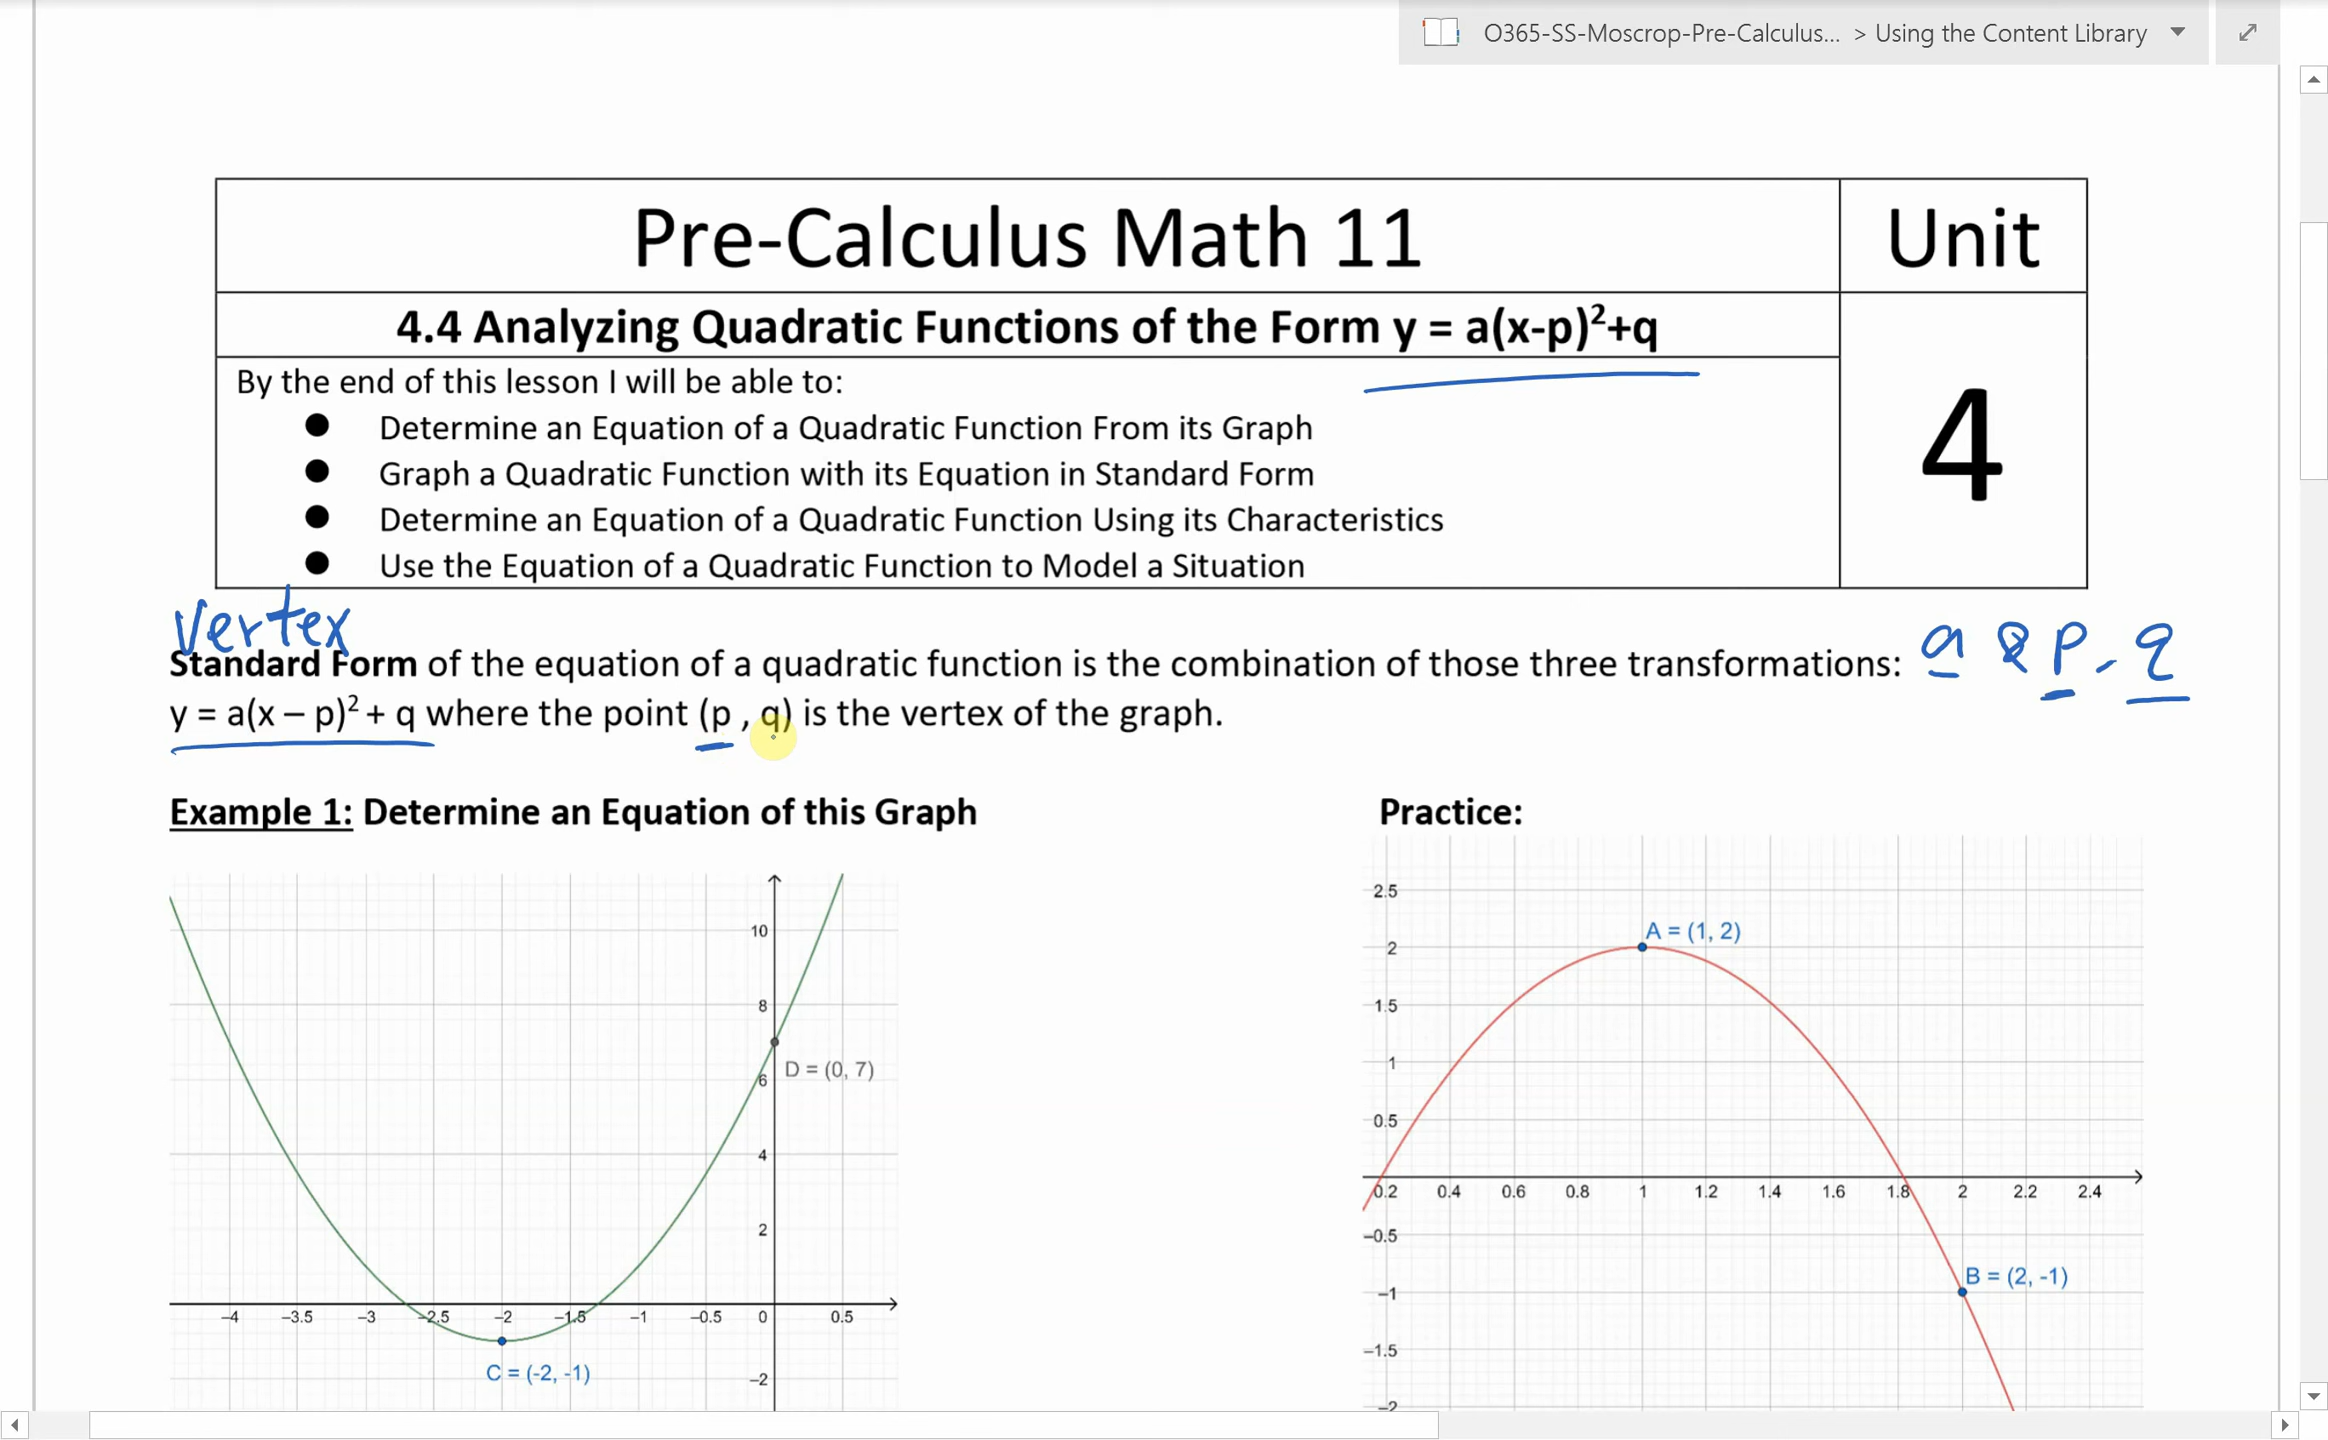 O365-SS-Moscrop-Pre-Calculus... > Using the Content Library
Pre-Calculus Math 11
Unit
4.4 Analyzing Quadratic Functions of the Form y = a(x-p)²+q
4
By the end of this lesson I will be able to:
● Determine an Equation of a Quadratic Function From its Graph
● Graph a Quadratic Function with its Equation in Standard Form
● Determine an Equation of a Quadratic Function Using its Characteristics
● Use the Equation of a Quadratic Function to Model a Situation
Vertex
Standard Form of the equation of a quadratic function is the combination of those three transformations: a & p, q
y = a(x – p)² + q where the point (p , q) is the vertex of the graph.
Example 1: Determine an Equation of this Graph
Practice:
10
8
D = (0, 7)
6
4
2
–4 –3.5 –3 –2.5 –2 –1.5 –1 –0.5 0 0.5
C = (-2, -1)
–2
2.5
A = (1, 2)
2
1.5
1
0.5
0.2 0.4 0.6 0.8 1 1.2 1.4 1.6 1.8 2 2.2 2.4
–0.5
B = (2, -1)
–1
–1.5
–2